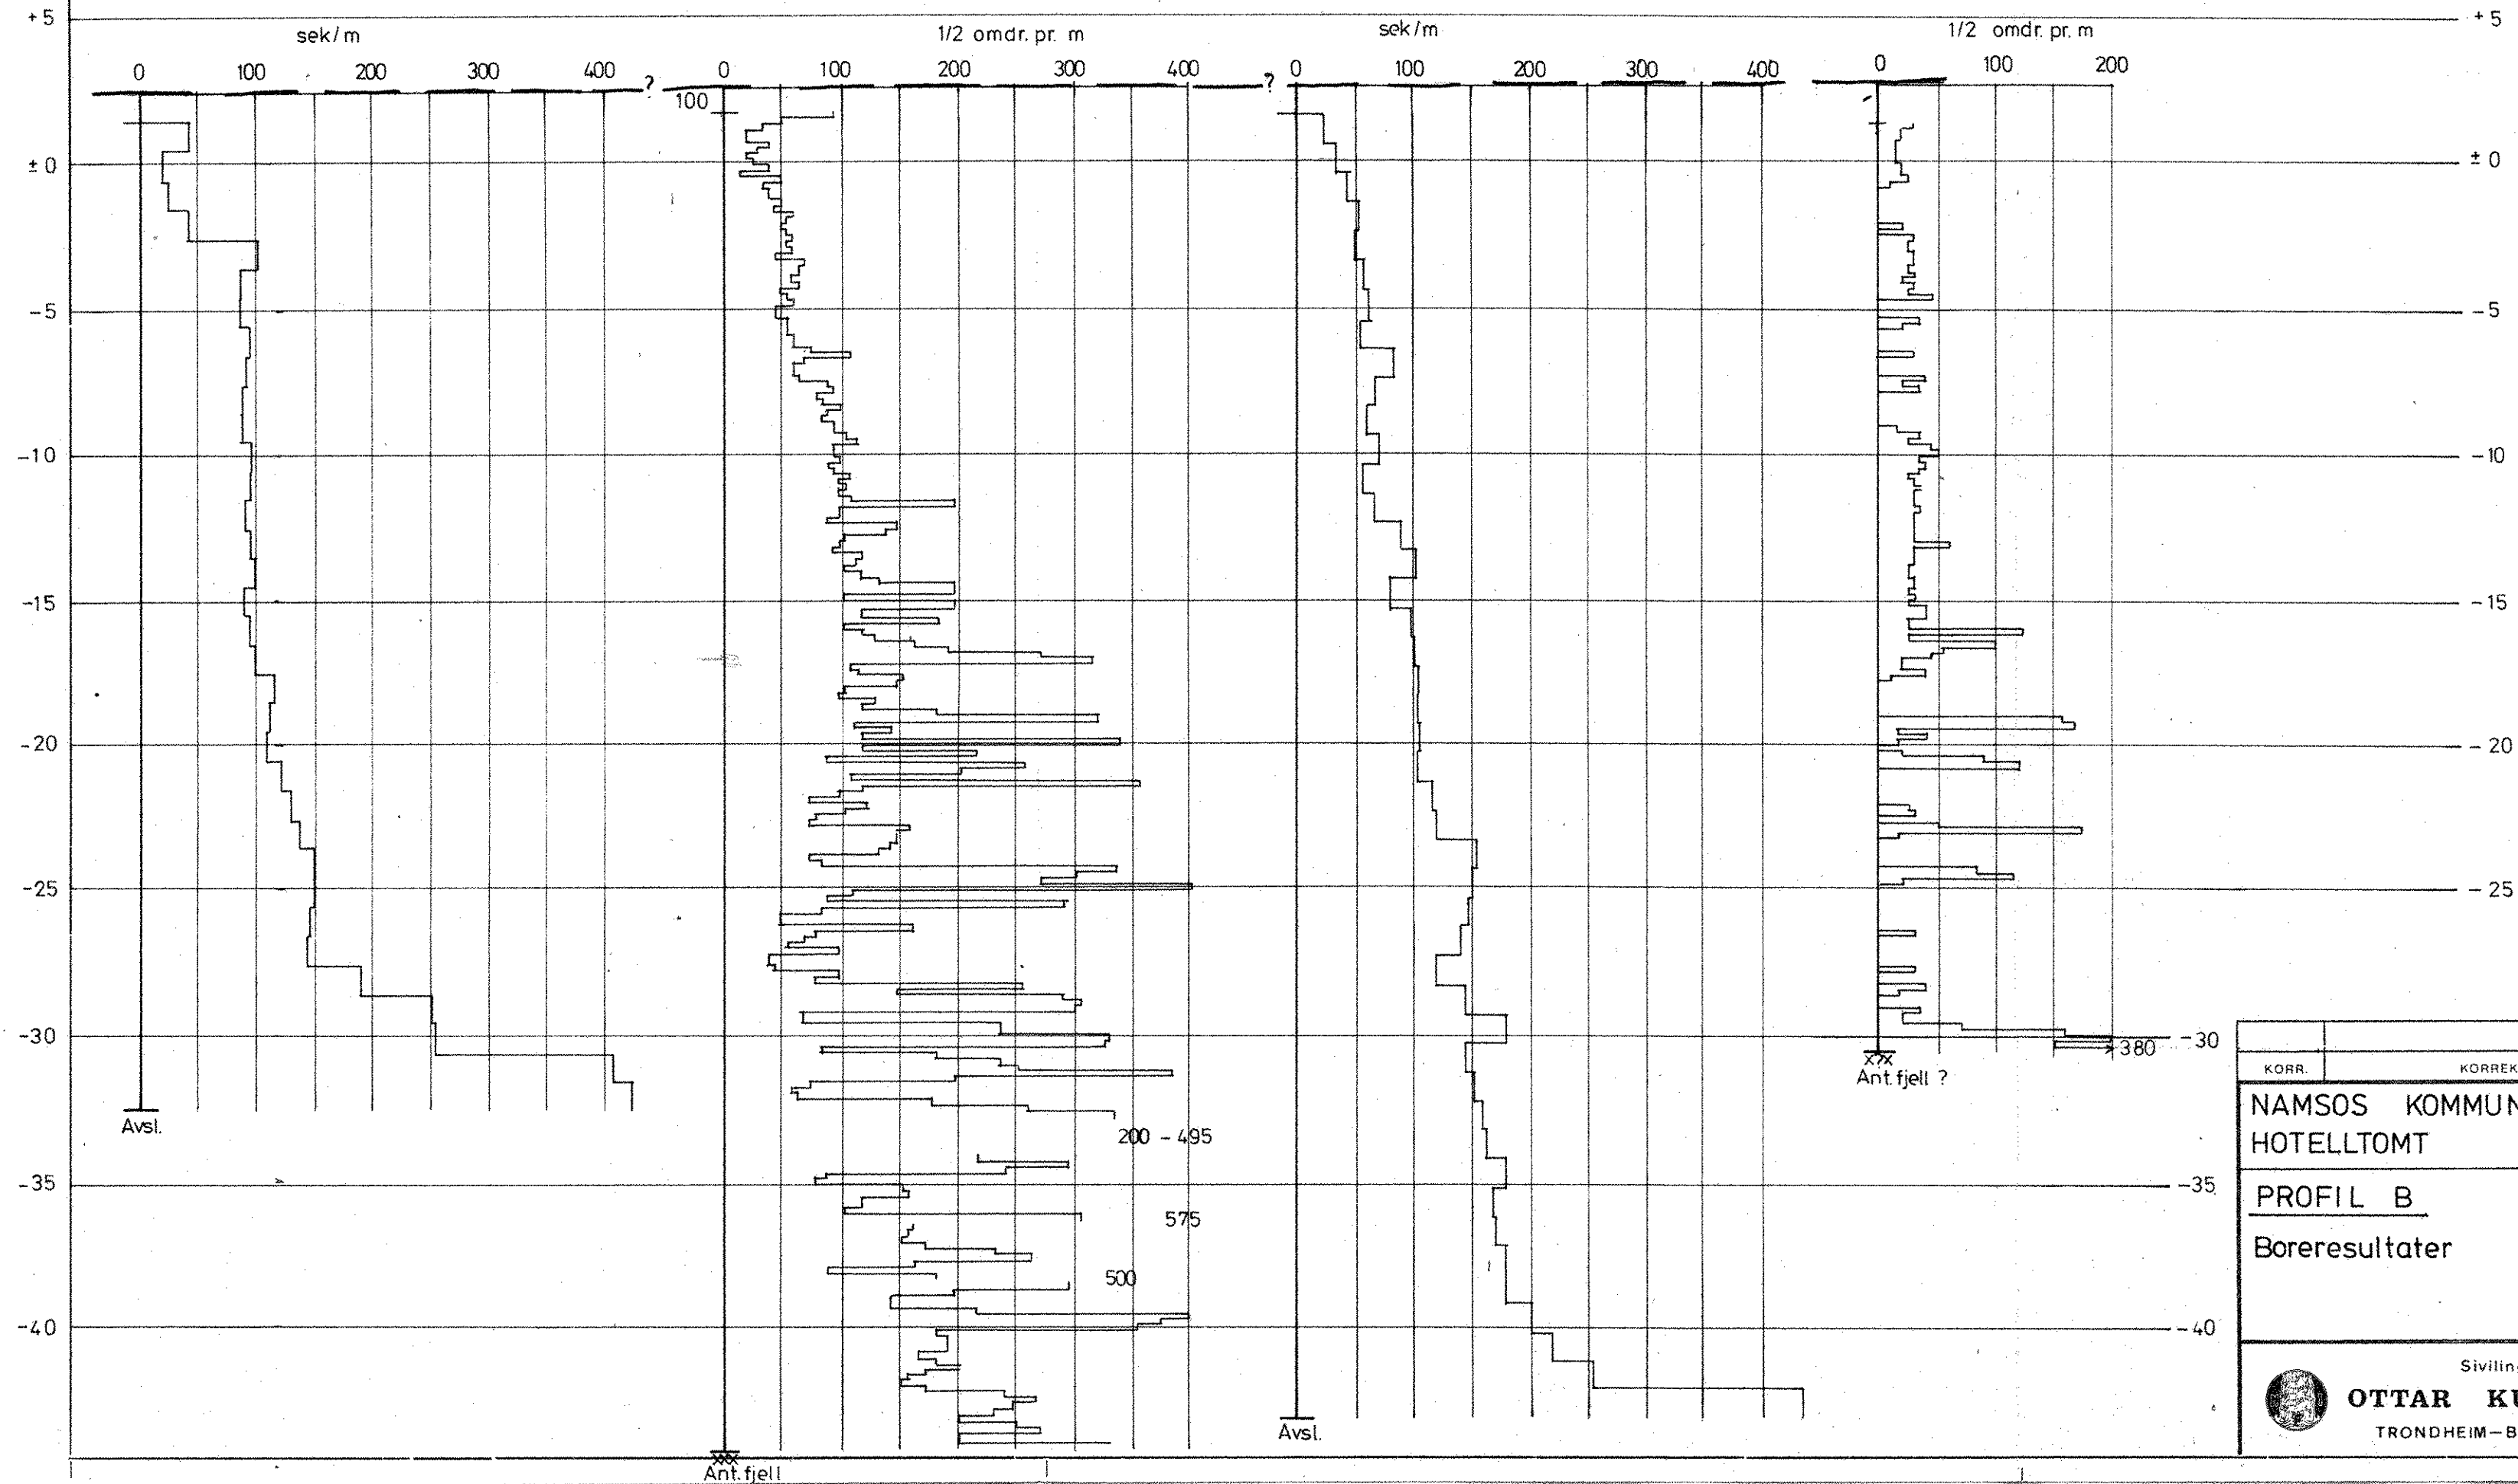 +5 sek/m 1/2 omdr. pr. m sek/m 1/2 omdr. pr. m +5
0 100 200 300 400 ? 0 100 200 300 400 ? 0 100 200 300 400 0 100 200
100
± 0 ± 0
-5 -5
-10 -10
-15 -15
-20 -20
-25 -25
-30 -30
380
Ant. fjell ?
Avsl.
200 - 495
-35 -35
575
500
-40 -40
Avsl.
Ant. fjell
KORR. KORREK
NAMSOS KOMMUN
HOTELLTOMT
PROFIL B
Boreresultater
Siviling
OTTAR KU
TRONDHEIM-B